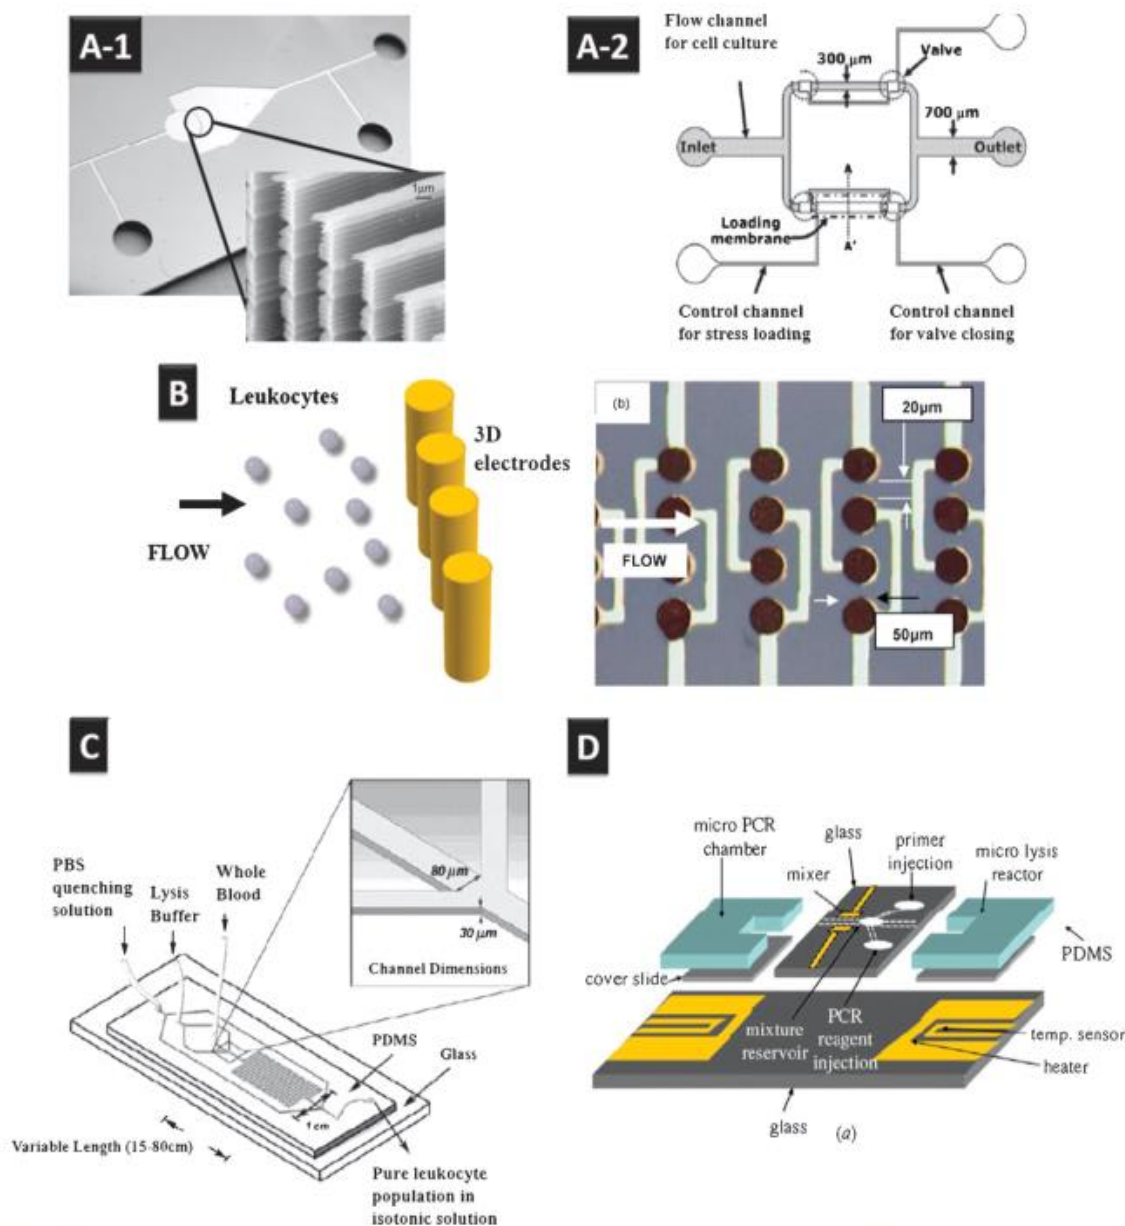 A-1
1μm
A-2
Flow channel
for cell culture
300 μm
Valve
700 μm
Inlet
Outlet
A
Loading
membrane
A'
Control channel
for stress loading
Control channel
for valve closing
B
Leukocytes
3D
electrodes
FLOW
(b)
20μm
FLOW
50μm
C
PBS
quenching
solution
Lysis
Buffer
Whole
Blood
80 μm
30 μm
Channel Dimensions
PDMS
Glass
1 cm
Variable Length (15-80cm)
Pure leukocyte
population in
isotonic solution
D
micro PCR
chamber
glass
mixer
primer
injection
micro lysis
reactor
PDMS
cover slide
mixture
reservoir
PCR
reagent
injection
temp. sensor
heater
glass
(a)